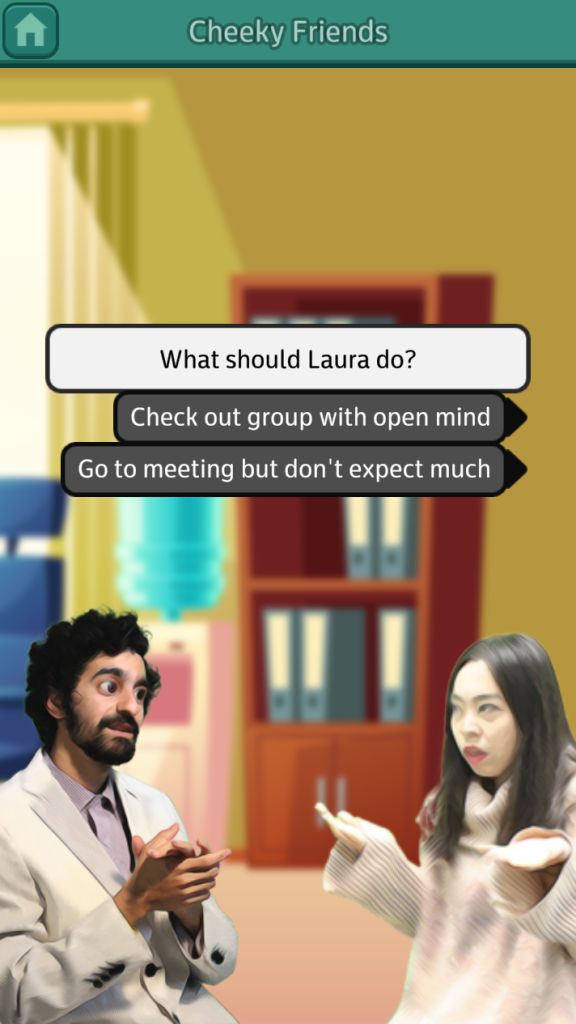 Cheeky Friends
What should Laura do?
Check out group with open mind
Go to meeting but don't expect much